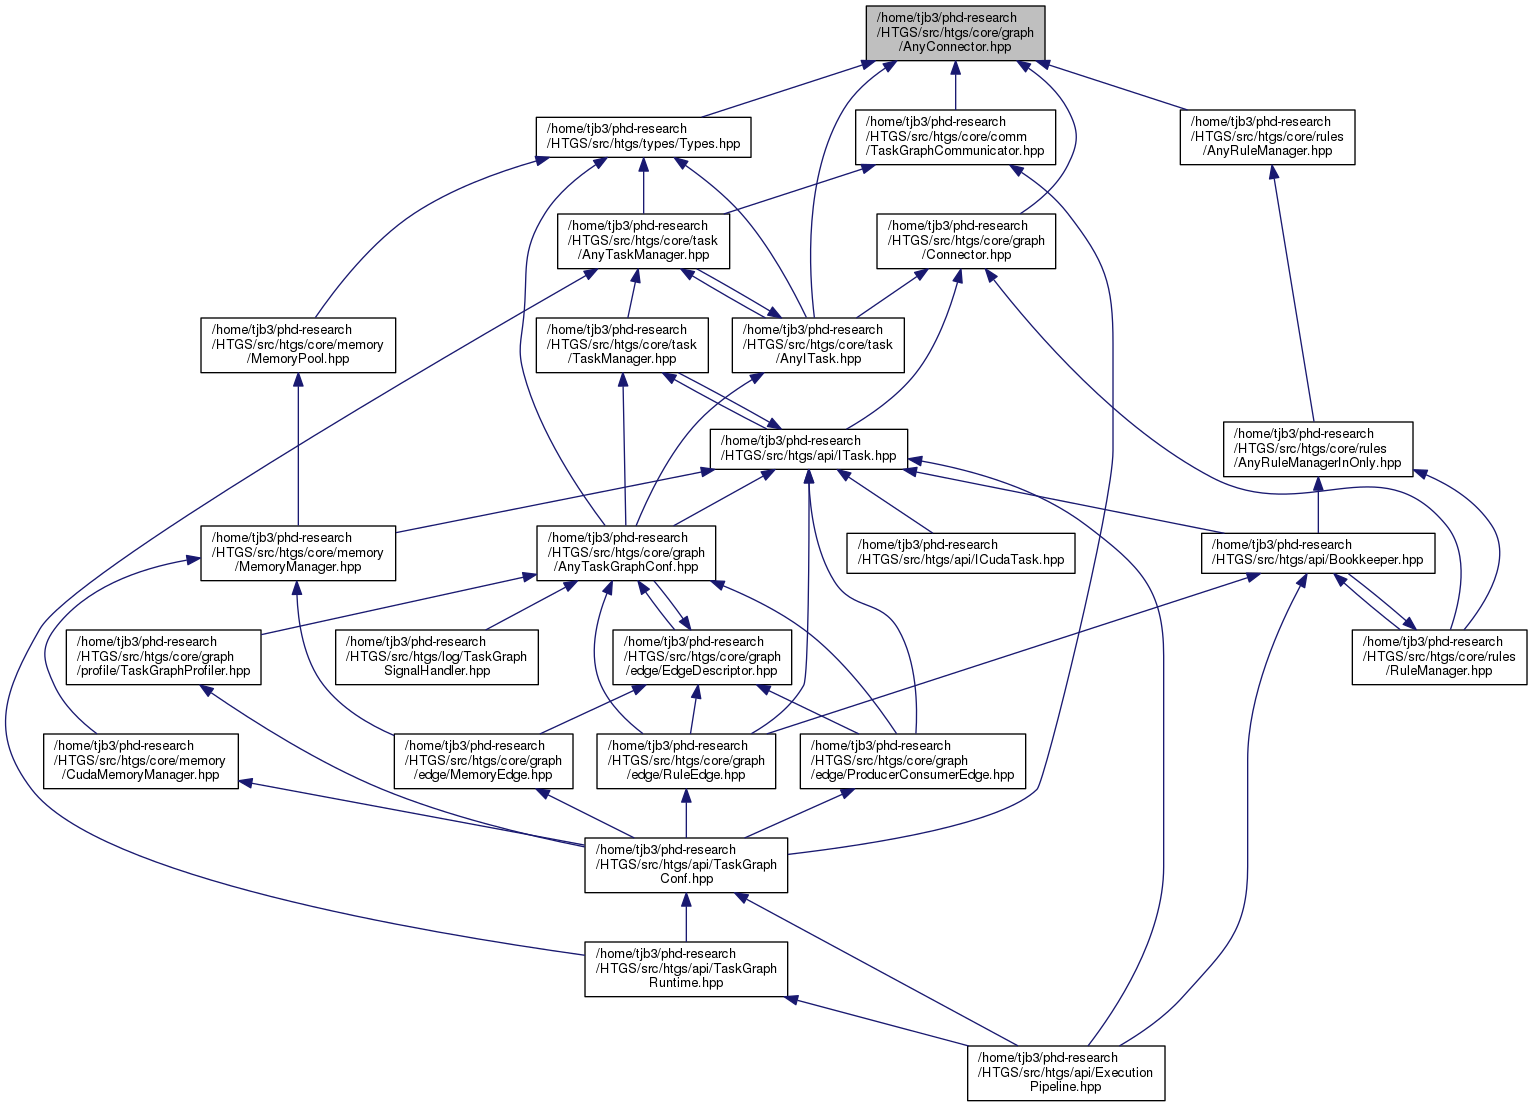 /home/tjb3/phd-research
/HTGS/src/htgs/core/graph
/AnyConnector.hpp
/home/tjb3/phd-research
/HTGS/src/htgs/types/Types.hpp
/home/tjb3/phd-research
/HTGS/src/htgs/core/comm
/TaskGraphCommunicator.hpp
/home/tjb3/phd-research
/HTGS/src/htgs/core/rules
/AnyRuleManager.hpp
/home/tjb3/phd-research
/HTGS/src/htgs/core/task
/AnyTaskManager.hpp
/home/tjb3/phd-research
/HTGS/src/htgs/core/graph
/Connector.hpp
/home/tjb3/phd-research
/HTGS/src/htgs/core/memory
/MemoryPool.hpp
/home/tjb3/phd-research
/HTGS/src/htgs/core/task
/TaskManager.hpp
/home/tjb3/phd-research
/HTGS/src/htgs/core/task
/AnyITask.hpp
/home/tjb3/phd-research
/HTGS/src/htgs/api/ITask.hpp
/home/tjb3/phd-research
/HTGS/src/htgs/core/rules
/AnyRuleManagerInOnly.hpp
/home/tjb3/phd-research
/HTGS/src/htgs/core/memory
/MemoryManager.hpp
/home/tjb3/phd-research
/HTGS/src/htgs/core/graph
/AnyTaskGraphConf.hpp
/home/tjb3/phd-research
/HTGS/src/htgs/api/ICudaTask.hpp
/home/tjb3/phd-research
/HTGS/src/htgs/api/Bookkeeper.hpp
/home/tjb3/phd-research
/HTGS/src/htgs/core/graph
/profile/TaskGraphProfiler.hpp
/home/tjb3/phd-research
/HTGS/src/htgs/log/TaskGraph
SignalHandler.hpp
/home/tjb3/phd-research
/HTGS/src/htgs/core/graph
/edge/EdgeDescriptor.hpp
/home/tjb3/phd-research
/HTGS/src/htgs/core/rules
/RuleManager.hpp
/home/tjb3/phd-research
/HTGS/src/htgs/core/memory
/CudaMemoryManager.hpp
/home/tjb3/phd-research
/HTGS/src/htgs/core/graph
/edge/MemoryEdge.hpp
/home/tjb3/phd-research
/HTGS/src/htgs/core/graph
/edge/RuleEdge.hpp
/home/tjb3/phd-research
/HTGS/src/htgs/core/graph
/edge/ProducerConsumerEdge.hpp
/home/tjb3/phd-research
/HTGS/src/htgs/api/TaskGraph
Conf.hpp
/home/tjb3/phd-research
/HTGS/src/htgs/api/TaskGraph
Runtime.hpp
/home/tjb3/phd-research
/HTGS/src/htgs/api/Execution
Pipeline.hpp